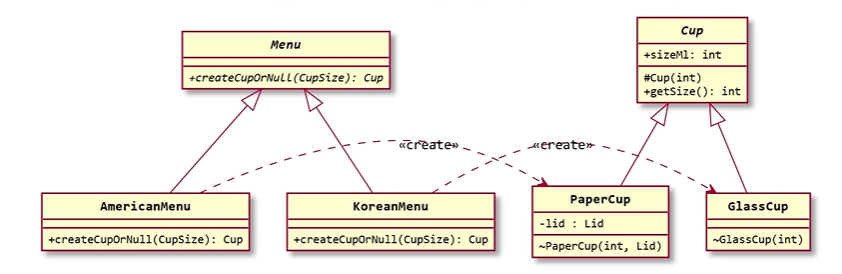 Menu
+createCupOrNull(CupSize): Cup
Cup
+sizeMl: int
#Cup(int)
+getSize(): int
«create»
«create»
AmericanMenu
+createCupOrNull(CupSize): Cup
KoreanMenu
+createCupOrNull(CupSize): Cup
PaperCup
-lid : Lid
~PaperCup(int, Lid)
GlassCup
~GlassCup(int)